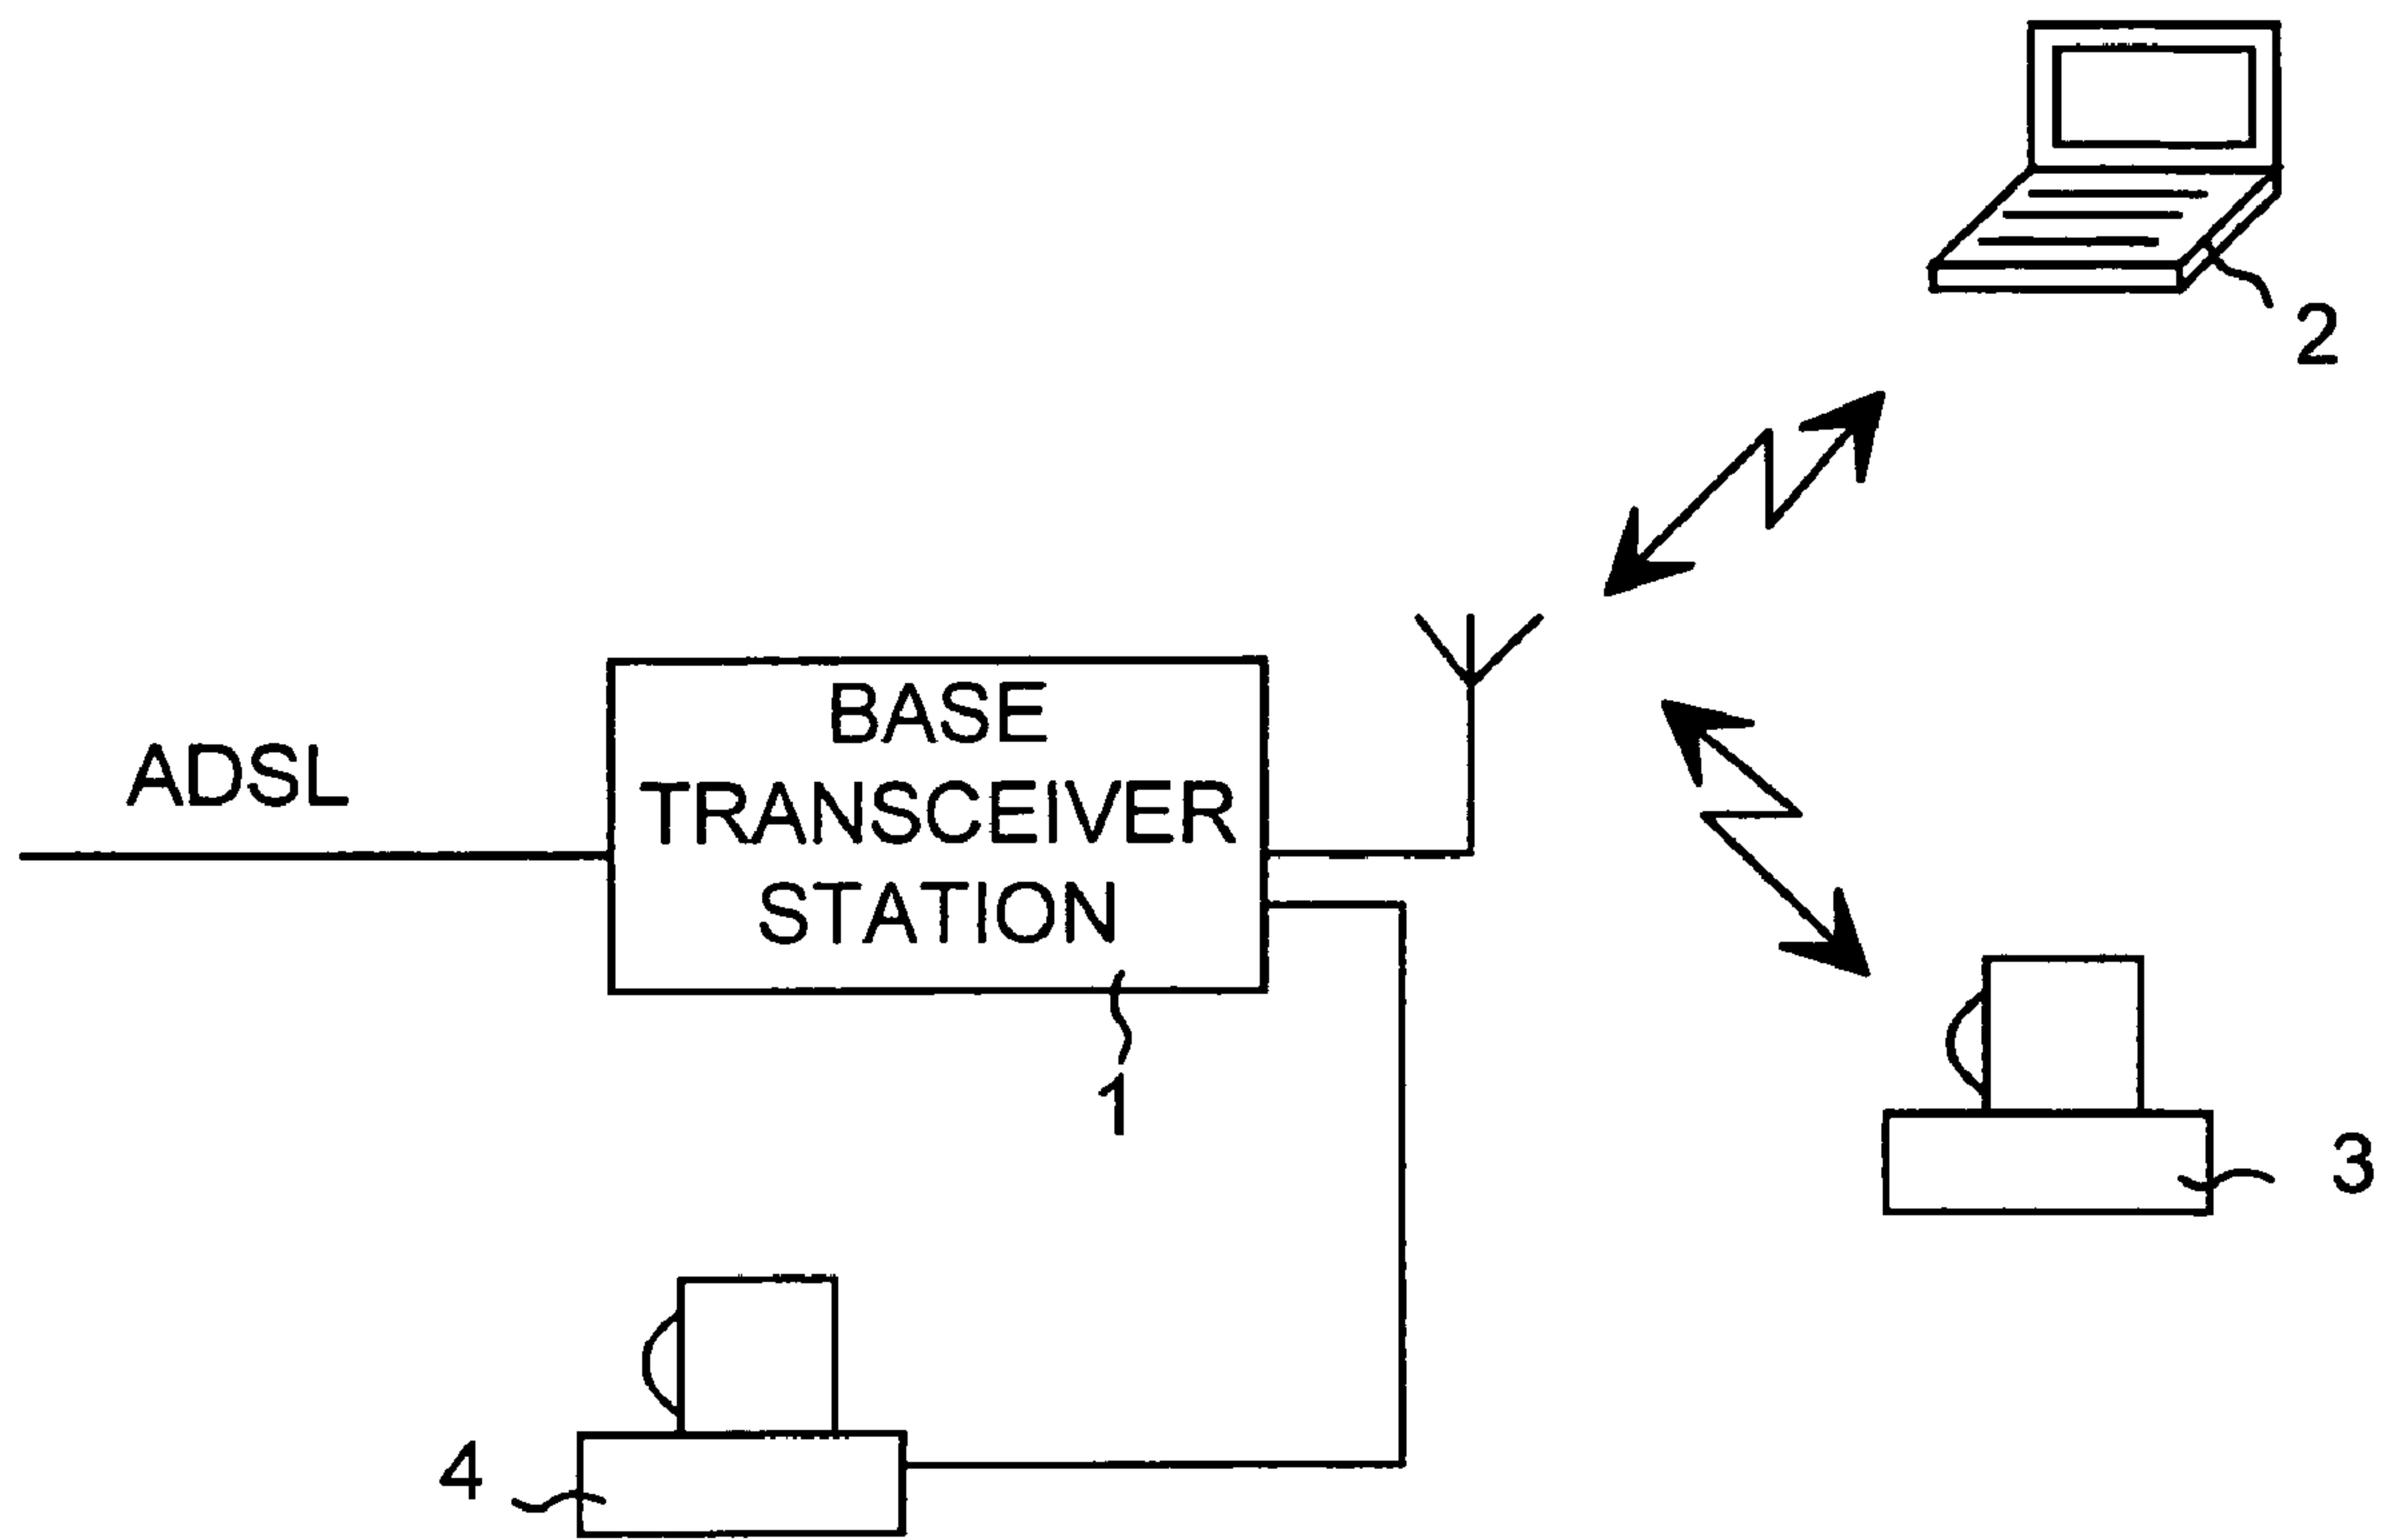 2
ADSL
BASE
TRANSCEIVER
STATION
1
3
4